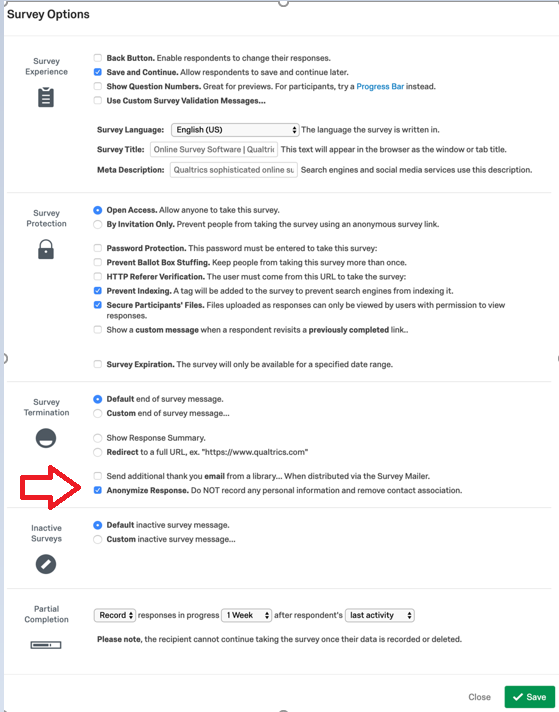 Survey Options
Survey
Experience
Back Button. Enable respondents to change their responses.
Save and Continue. Allow respondents to save and continue later.
Show Question Numbers. Great for previews. For participants, try a Progress Bar instead.
Use Custom Survey Validation Messages...
Survey Language: English (US) The language the survey is written in.
Survey Title: Online Survey Software | Qualtric This text will appear in the browser as the window or tab title.
Meta Description: Qualtrics sophisticated online su Search engines and social media services use this description.
Survey
Protection
Open Access. Allow anyone to take this survey.
By Invitation Only. Prevent people from taking the survey using an anonymous survey link.
Password Protection. This password must be entered to take this survey:
Prevent Ballot Box Stuffing. Keep people from taking this survey more than once.
HTTP Referer Verification. The user must come from this URL to take the survey:
Prevent Indexing. A tag will be added to the survey to prevent search engines from indexing it.
Secure Participants' Files. Files uploaded as responses can only be viewed by users with permission to view
responses.
Show a custom message when a respondent revisits a previously completed link..
Survey Expiration. The survey will only be available for a specified date range.
Survey
Termination
Default end of survey message.
Custom end of survey message...
Show Response Summary.
Redirect to a full URL, ex. "https://www.qualtrics.com"
Send additional thank you email from a library... When distributed via the Survey Mailer.
Anonymize Response. Do NOT record any personal information and remove contact association.
Inactive
Surveys
Default inactive survey message.
Custom inactive survey message...
Partial
Completion
Record responses in progress 1 Week after respondent's last activity
Please note, the recipient cannot continue taking the survey once their data is recorded or deleted.
Close Save